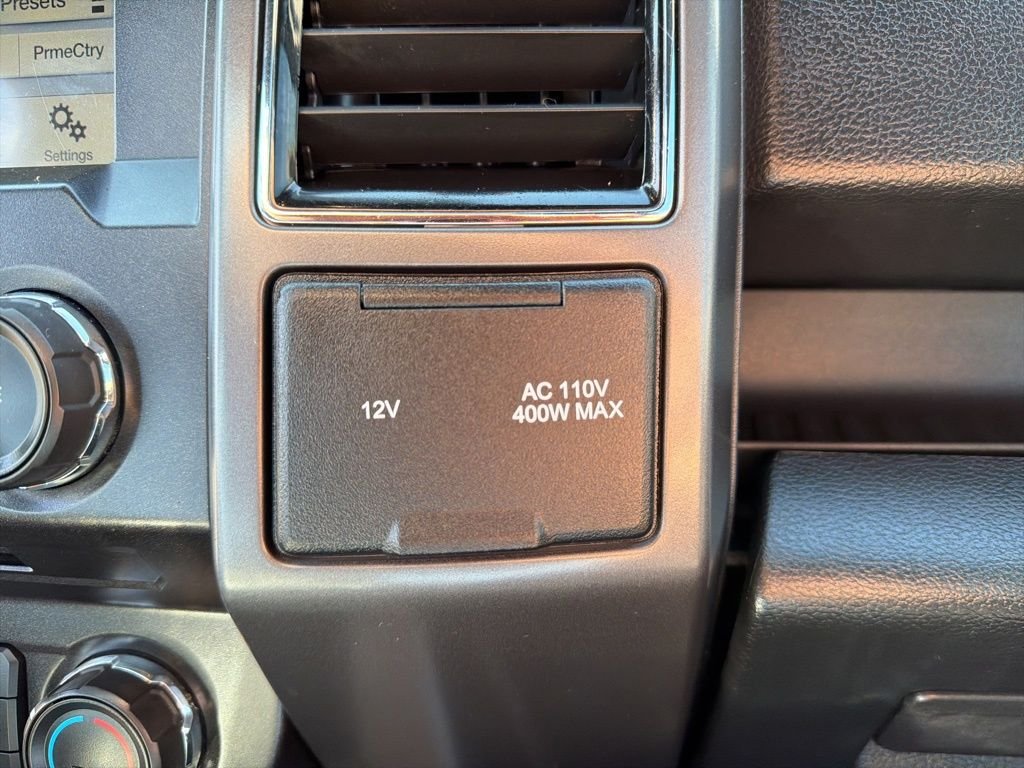 Presets
PrmeCtry
Settings
12V
AC 110V
400W MAX